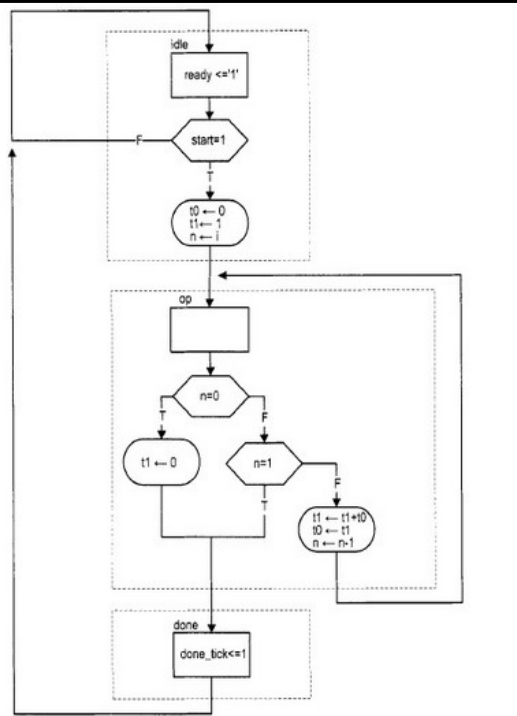 idle
ready <='1'
start=1
F
T
t0 ← 0
t1 ← 1
n ← i
op
n=0
T
F
t1 ← 0
n=1
F
T
t1 ← t1+t0
t0 ← t1
n ← n-1
done
done_tick<=1